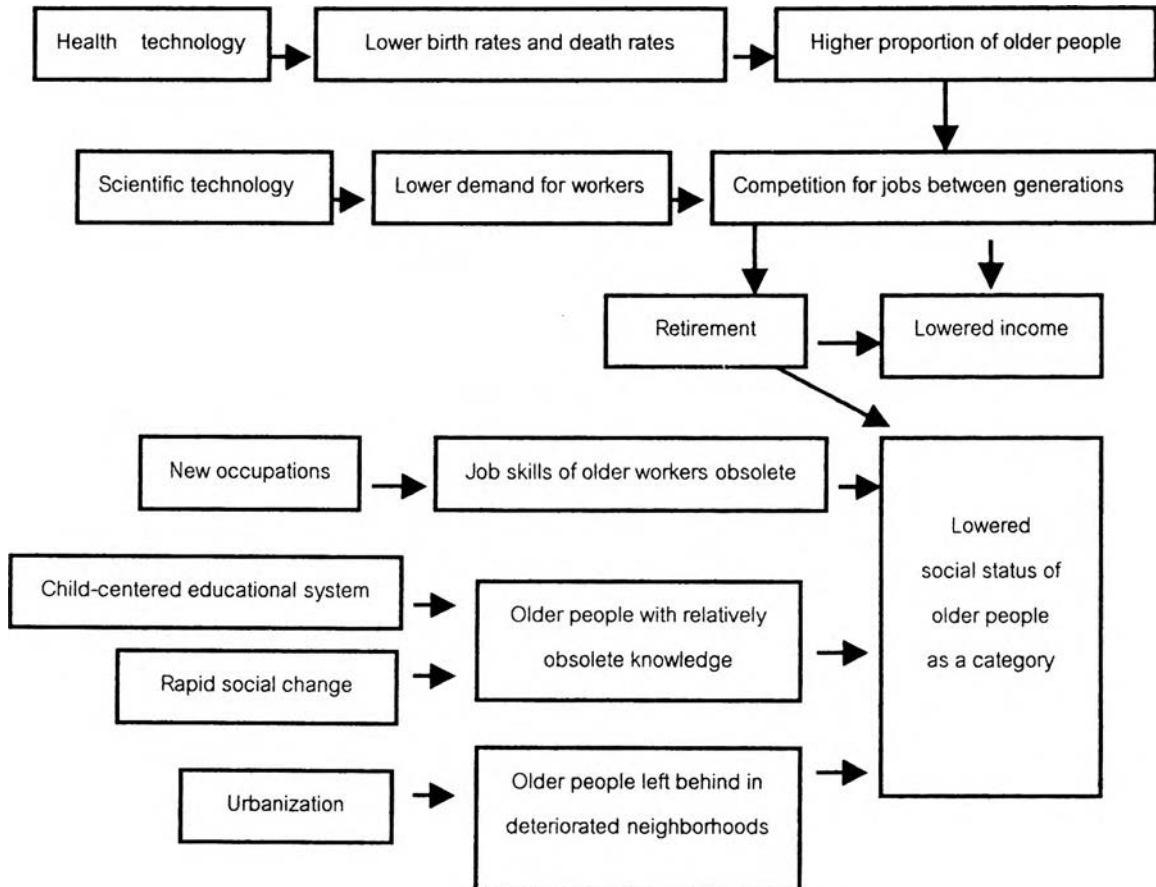 Health technology
Lower birth rates and death rates
Higher proportion of older people
Scientific technology
Lower demand for workers
Competition for jobs between generations
Retirement
Lowered income
New occupations
Job skills of older workers obsolete
Child-centered educational system
Rapid social change
Older people with relatively
obsolete knowledge
Urbanization
Older people left behind in
deteriorated neighborhoods
Lowered
social status of
older people
as a category